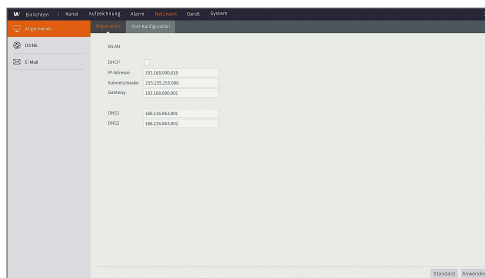 W Einrichten | Kanal Aufzeichnung Alarm Netzwerk Gerät System
Allgemeines
DDNS
E-Mail
Allgemeines Port-Konfiguration
WLAN
DHCP
IP-Adresse 192.168.000.018
Subnetzmaske 255.255.255.000
Gateway 192.168.000.001
DNS1 168.126.063.001
DNS2 168.126.063.002
Standard Anwenden